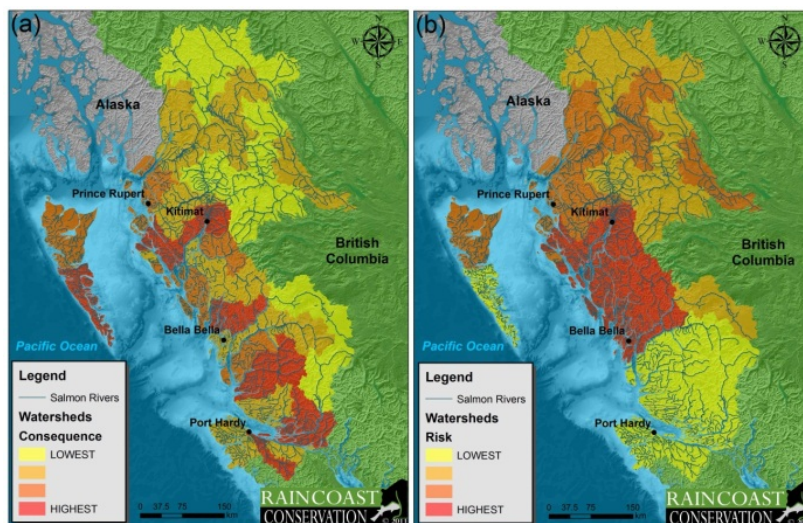 (a)
Alaska
Prince Rupert
Kitimat
British
Columbia
Bella Bella
Pacific Ocean
Port Hardy
Legend
Salmon Rivers
Watersheds
Consequence
LOWEST
HIGHEST
0 37.5 75 150
km
RAINCOAST
CONSERVATION
(b)
Alaska
Prince Rupert
Kitimat
British
Columbia
Bella Bella
Pacific Ocean
Port Hardy
Legend
Salmon Rivers
Watersheds
Risk
LOWEST
HIGHEST
0 37.5 75 150
km
RAINCOAST
CONSERVATION